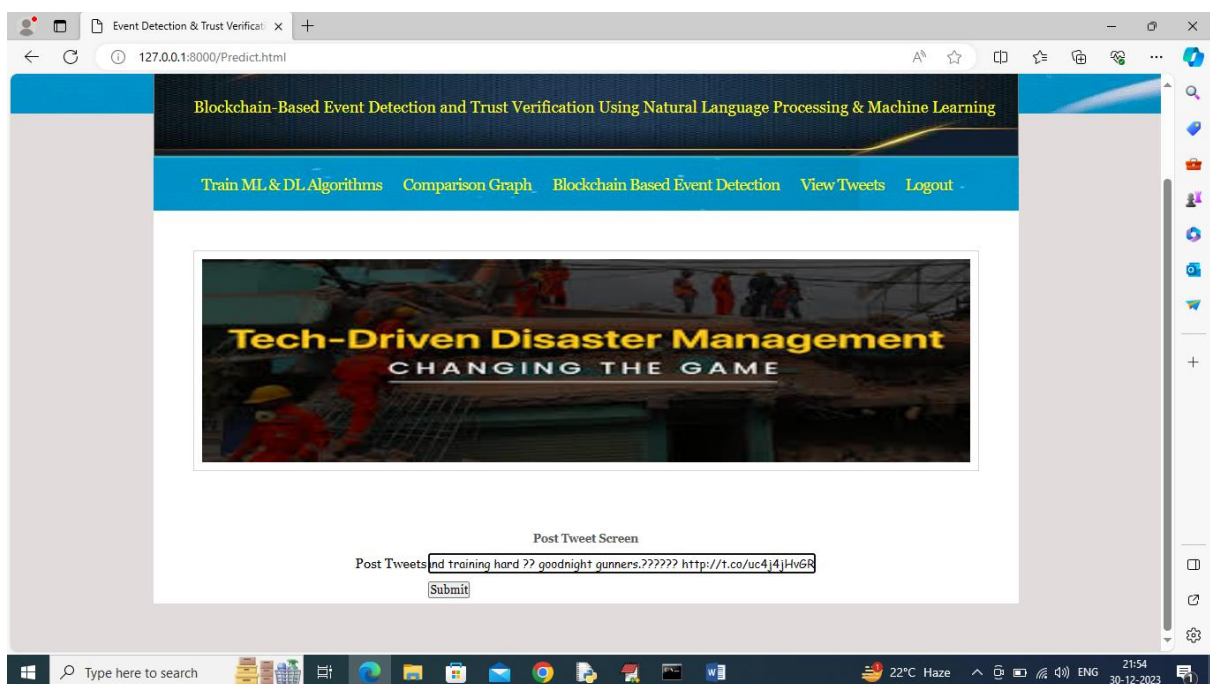 Event Detection & Trust Verificati
127.0.0.1:8000/Predict.html
Blockchain-Based Event Detection and Trust Verification Using Natural Language Processing & Machine Learning
Train ML & DL Algorithms Comparison Graph Blockchain Based Event Detection View Tweets Logout
Tech-Driven Disaster Management
CHANGING THE GAME
Post Tweet Screen
Post Tweets ind training hard ?? goodnight gunners.?????? http://t.co/uc4j4jHvGR
Submit
Type here to search 22°C Haze ENG 21:54
30-12-2023